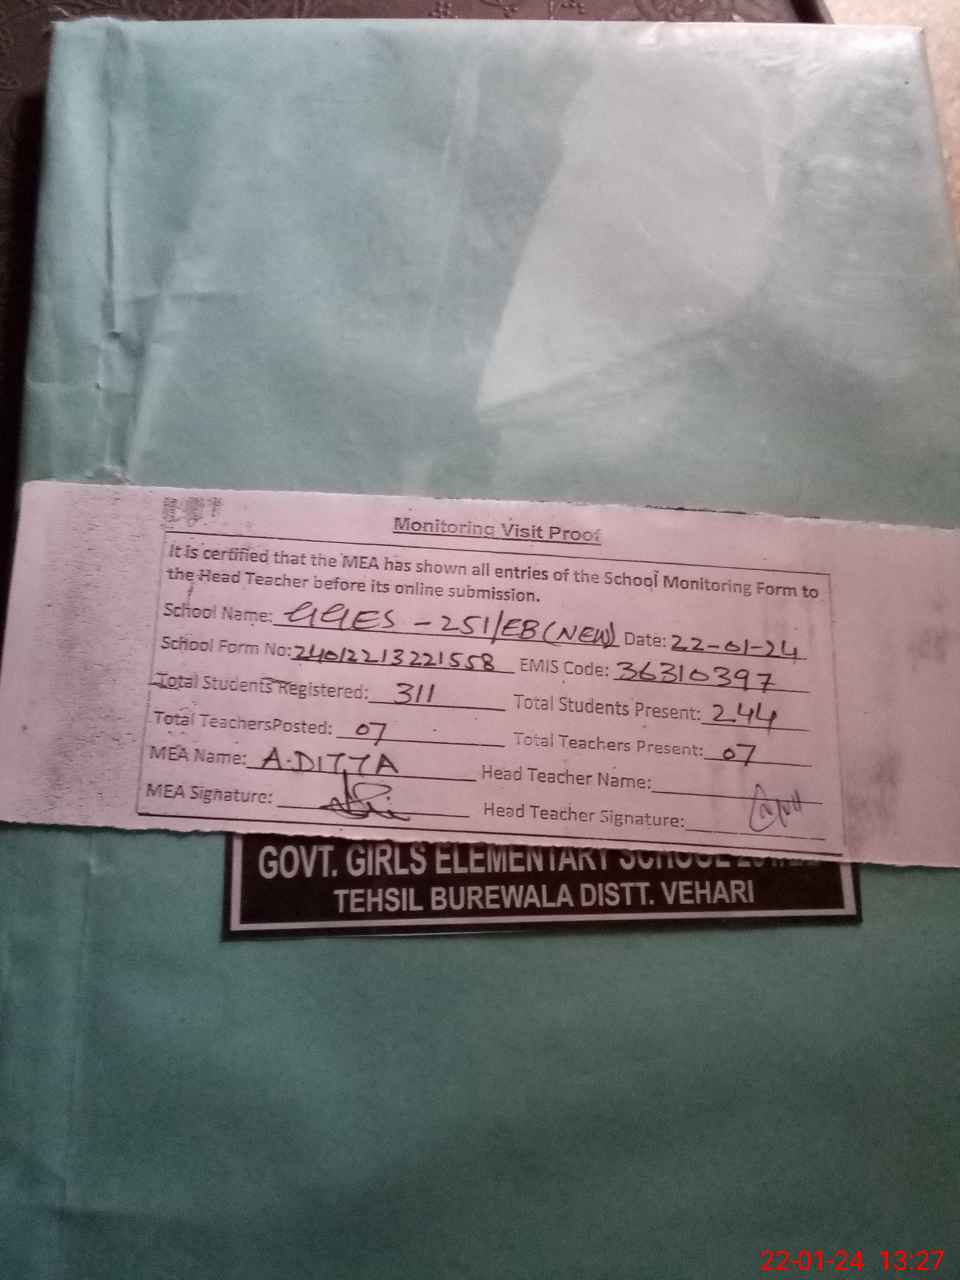 Monitoring Visit Proof
It is certified that the MEA has shown all entries of the School Monitoring Form to
the Head Teacher before its online submission.
School Name: GGES - 251/EB (NEW) Date: 22-01-24
School Form No: 24012213221558 EMIS Code: 36310397
Total Students Registered: 311 Total Students Present: 244
Total TeachersPosted: 07 Total Teachers Present: 07
MEA Name: A.DITTA Head Teacher Name:
MEA Signature: Head Teacher Signature:
GOVT. GIRLS ELEMENTARY SCHOOL
TEHSIL BUREWALA DISTT. VEHARI
22-01-24 13:27